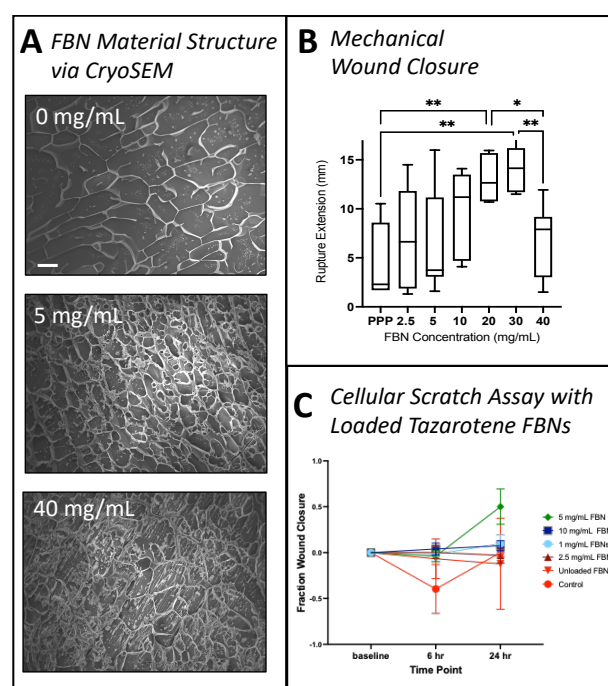 A FBN Material Structure
via CryoSEM
0 mg/mL
5 mg/mL
40 mg/mL
B Mechanical
Wound Closure
** *
** **
Rupture Extension (mm)
15
10
5
0
PPP 2.5 5 10 20 30 40
FBN Concentration (mg/mL)
C Cellular Scratch Assay with
Loaded Tazarotene FBNs
Fraction Wound Closure
1.0
0.5
0.0
-0.5
-1.0
baseline 6 hr 24 hr
Time Point
5 mg/mL FBN
10 mg/mL FBN
1 mg/mL FBNs
2.5 mg/mL FBN
Unloaded FBN
Control